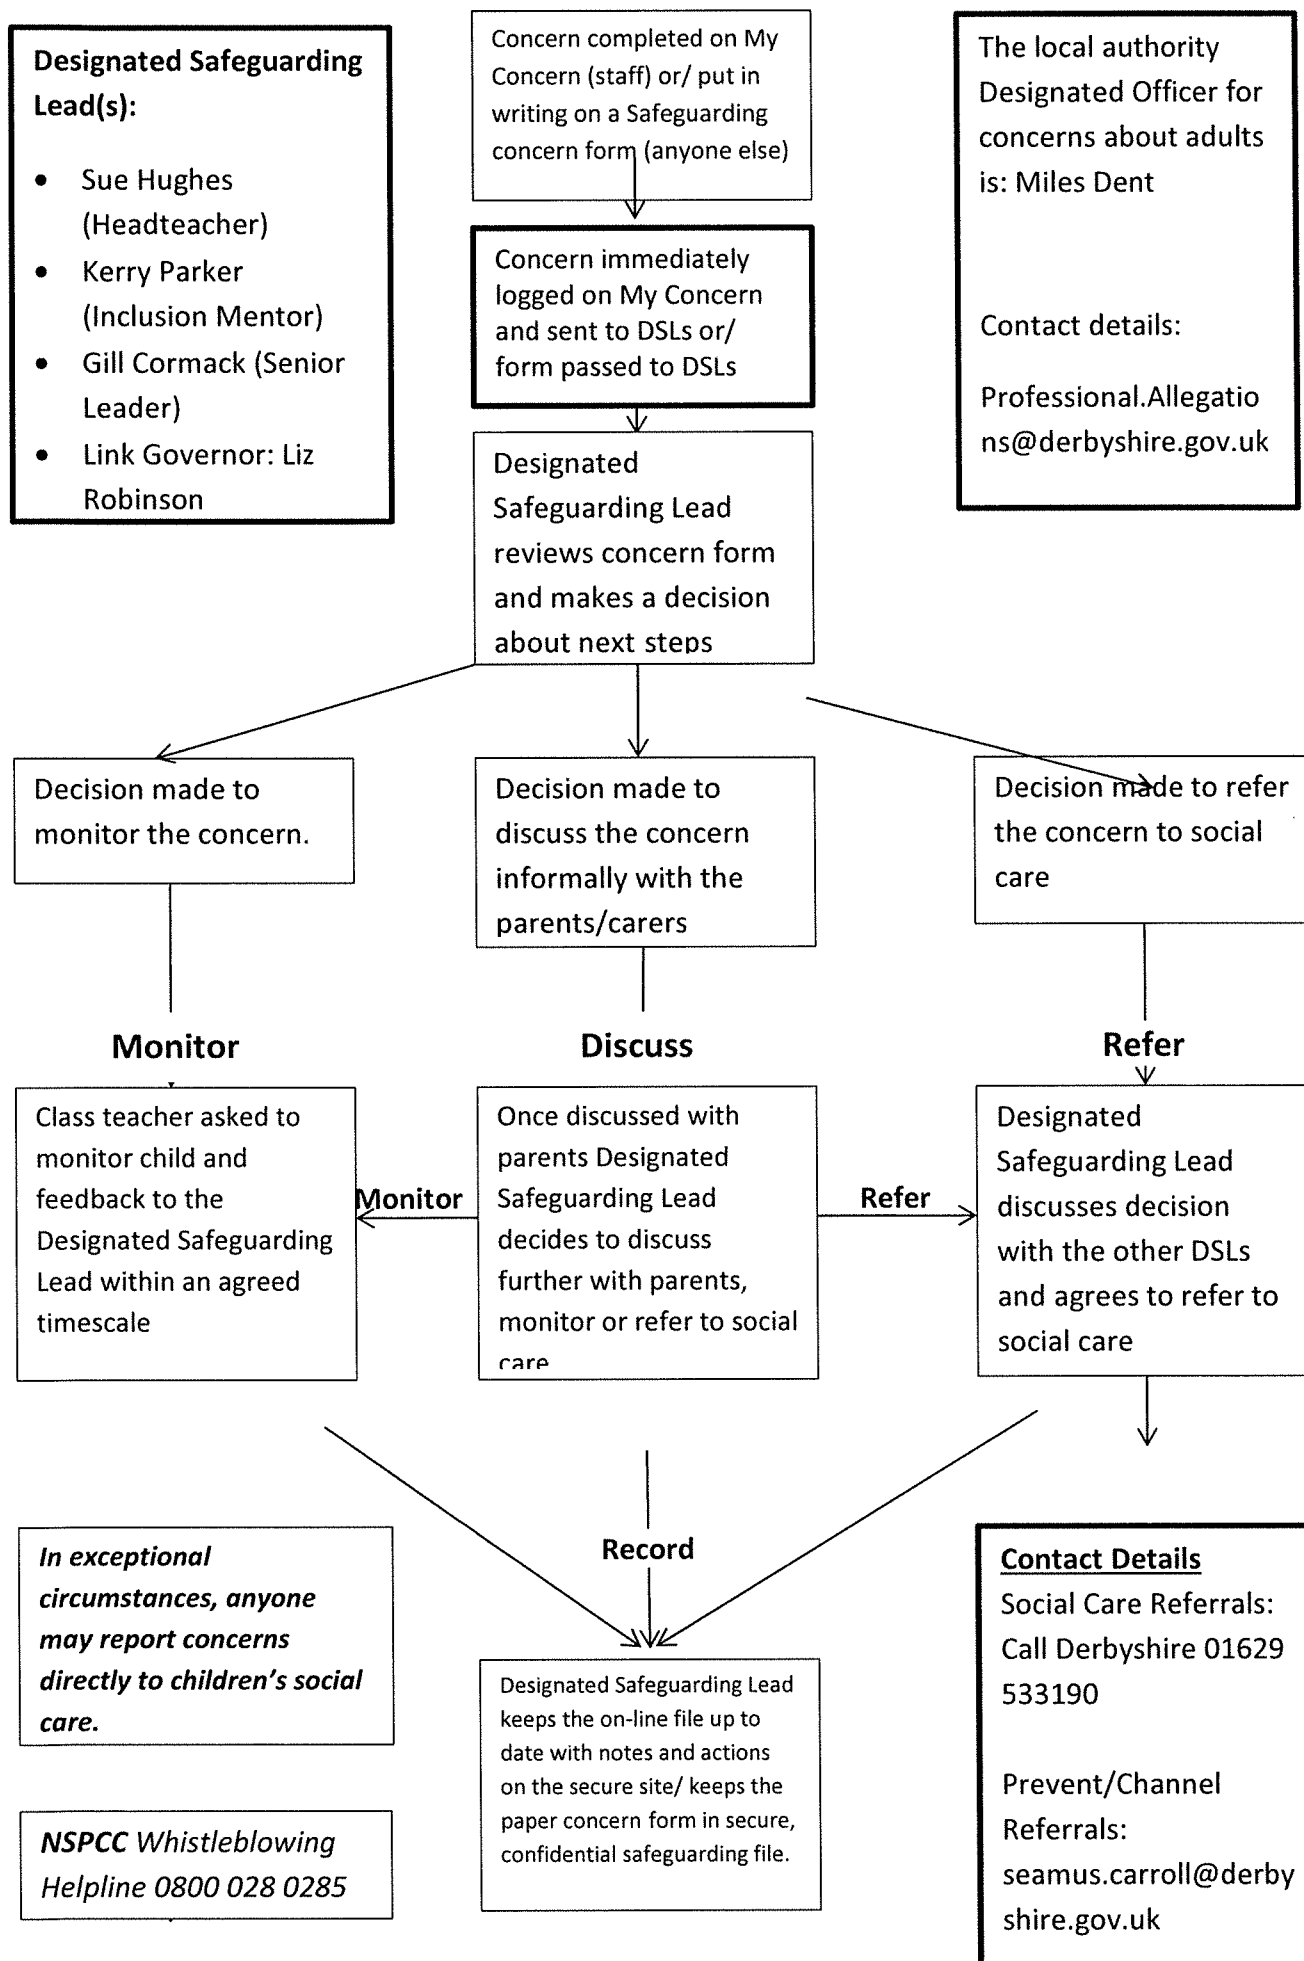 Designated Safeguarding
Lead(s):
• Sue Hughes
(Headteacher)
• Kerry Parker
(Inclusion Mentor)
• Gill Cormack (Senior
Leader)
• Link Governor: Liz
Robinson
Concern completed on My
Concern (staff) or/ put in
writing on a Safeguarding
concern form (anyone else)
The local authority
Designated Officer for
concerns about adults
is: Miles Dent
Contact details:
Professional.Allegatio
ns@derbyshire.gov.uk
Concern immediately
logged on My Concern
and sent to DSLs or/
form passed to DSLs
Designated
Safeguarding Lead
reviews concern form
and makes a decision
about next steps
Decision made to
monitor the concern.
Decision made to
discuss the concern
informally with the
parents/carers
Decision made to refer
the concern to social
care
Monitor
Discuss
Refer
Class teacher asked to
monitor child and
feedback to the
Designated Safeguarding
Lead within an agreed
timescale
Monitor
Once discussed with
parents Designated
Safeguarding Lead
decides to discuss
further with parents,
monitor or refer to social
care
Refer
Designated
Safeguarding Lead
discusses decision
with the other DSLs
and agrees to refer to
social care
In exceptional
circumstances, anyone
may report concerns
directly to children's social
care.
Record
Contact Details
Social Care Referrals:
Call Derbyshire 01629
533190
Prevent/Channel
Referrals:
seamus.carroll@derby
shire.gov.uk
Designated Safeguarding Lead
keeps the on-line file up to
date with notes and actions
on the secure site/ keeps the
paper concern form in secure,
confidential safeguarding file.
NSPCC Whistleblowing
Helpline 0800 028 0285